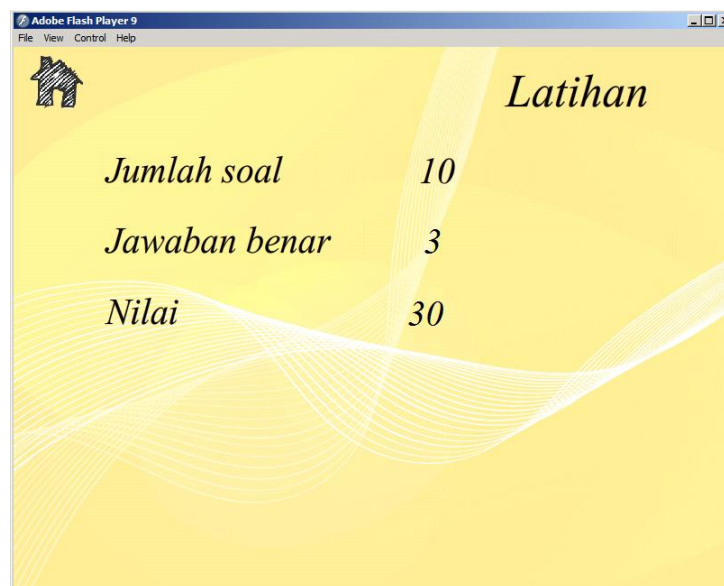 Adobe Flash Player 9
File View Control Help
Latihan
Jumlah soal 10
Jawaban benar 3
Nilai 30